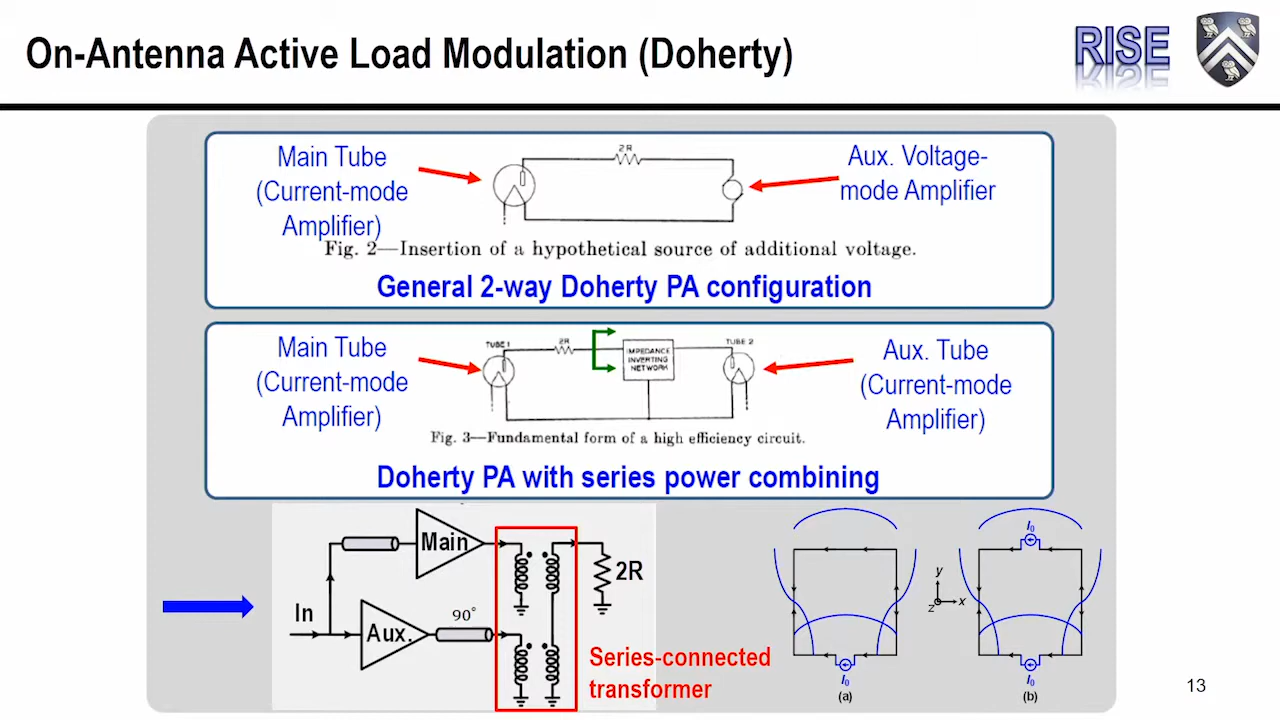 On-Antenna Active Load Modulation (Doherty)
RISE
Main Tube
(Current-mode
Amplifier)
2R
Aux. Voltage-
mode Amplifier
Fig. 2—Insertion of a hypothetical source of additional voltage.
General 2-way Doherty PA configuration
Main Tube
(Current-mode
Amplifier)
TUBE 1
2R
IMPEDANCE
INVERTING
NETWORK
TUBE 2
Aux. Tube
(Current-mode
Amplifier)
Fig. 3—Fundamental form of a high efficiency circuit.
Doherty PA with series power combining
In
Main
Aux.
90°
2R
Series-connected
transformer
I0
(a)
y
z
x
I0
I0
(b)
13